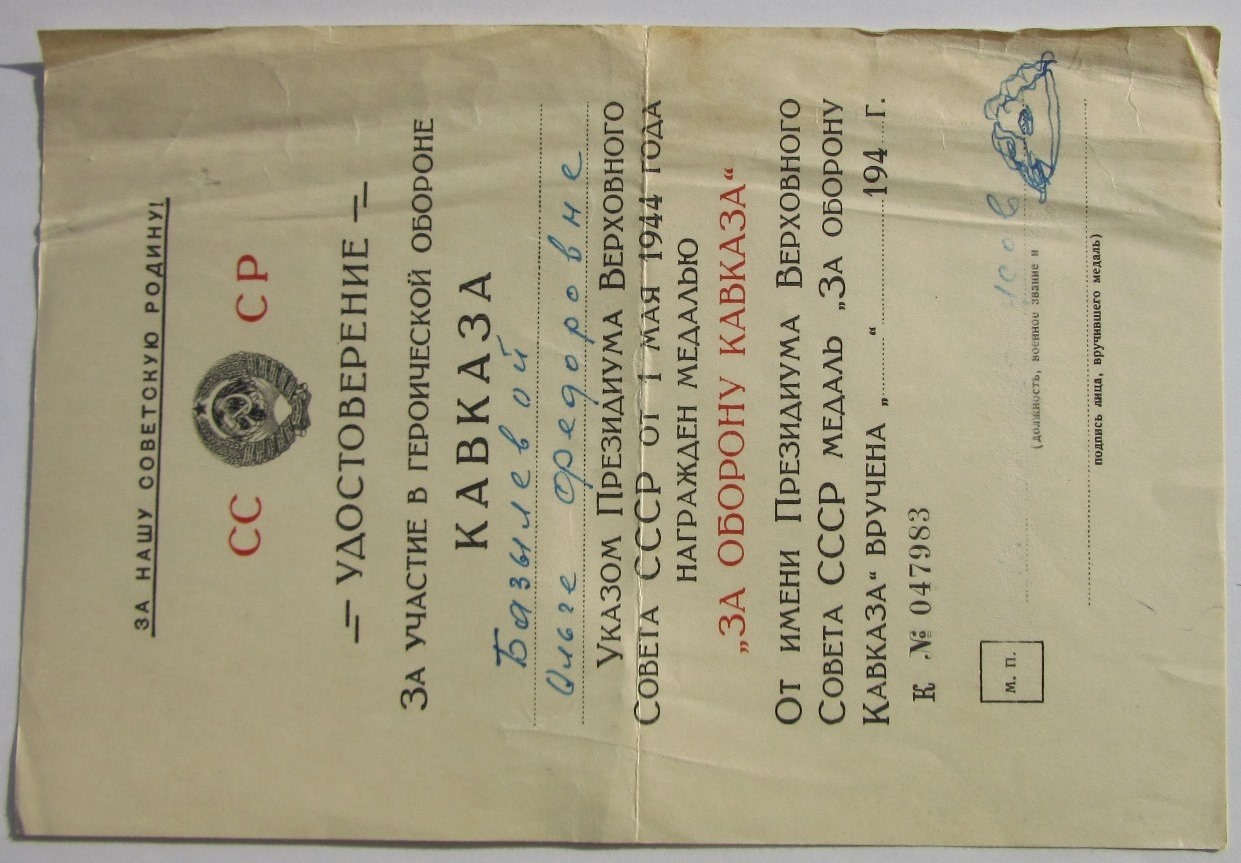 ЗА НАШУ СОВЕТСКУЮ РОДИНУ!
СС СР
УДОСТОВЕРЕНИЕ
ЗА УЧАСТИЕ В ГЕРОИЧЕСКОЙ ОБОРОНЕ
КАВКАЗА
Базылевой
Ольге Федоровне
УКАЗОМ ПРЕЗИДИУМА ВЕРХОВНОГО
СОВЕТА СССР ОТ 1 МАЯ 1944 ГОДА
НАГРАЖДЕН МЕДАЛЬЮ
„ЗА ОБОРОНУ КАВКАЗА“
ОТ ИМЕНИ ПРЕЗИДИУМА ВЕРХОВНОГО
СОВЕТА СССР МЕДАЛЬ „ЗА ОБОРОНУ
КАВКАЗА“ ВРУЧЕНА „ “ 194 г.
К № 047983
М. П.
(должность, военное звание и
подпись лица, вручившего медаль)